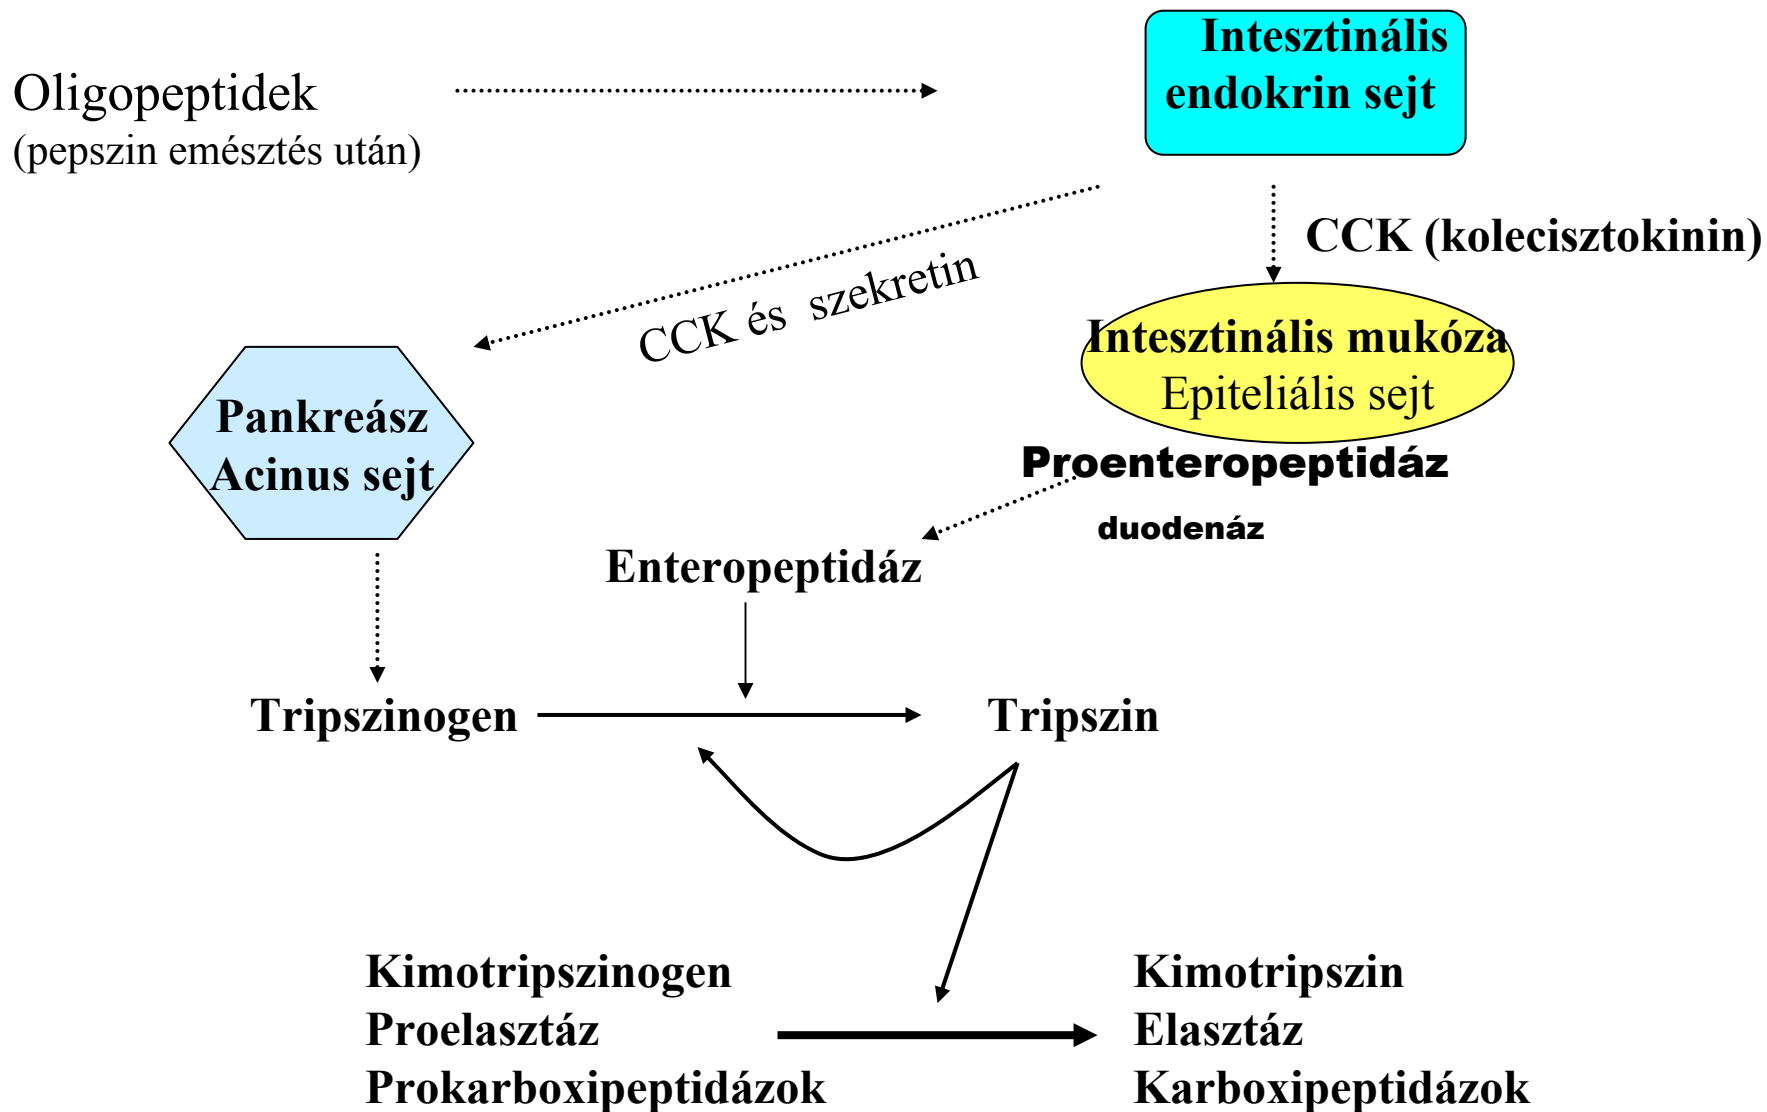 Intesztinális
endokrin sejt
Oligopeptidek
(pepszin emésztés után)
CCK (kolecisztokinin)
CCK és szekretin
Intesztinális mukóza
Epiteliális sejt
Pankreász
Acinus sejt
Proenteropeptidáz
duodenáz
Enteropeptidáz
Tripszinogen
Tripszin
Kimotripszinogen
Proelasztáz
Prokarboxipeptidázok
Kimotripszin
Elasztáz
Karboxipeptidázok